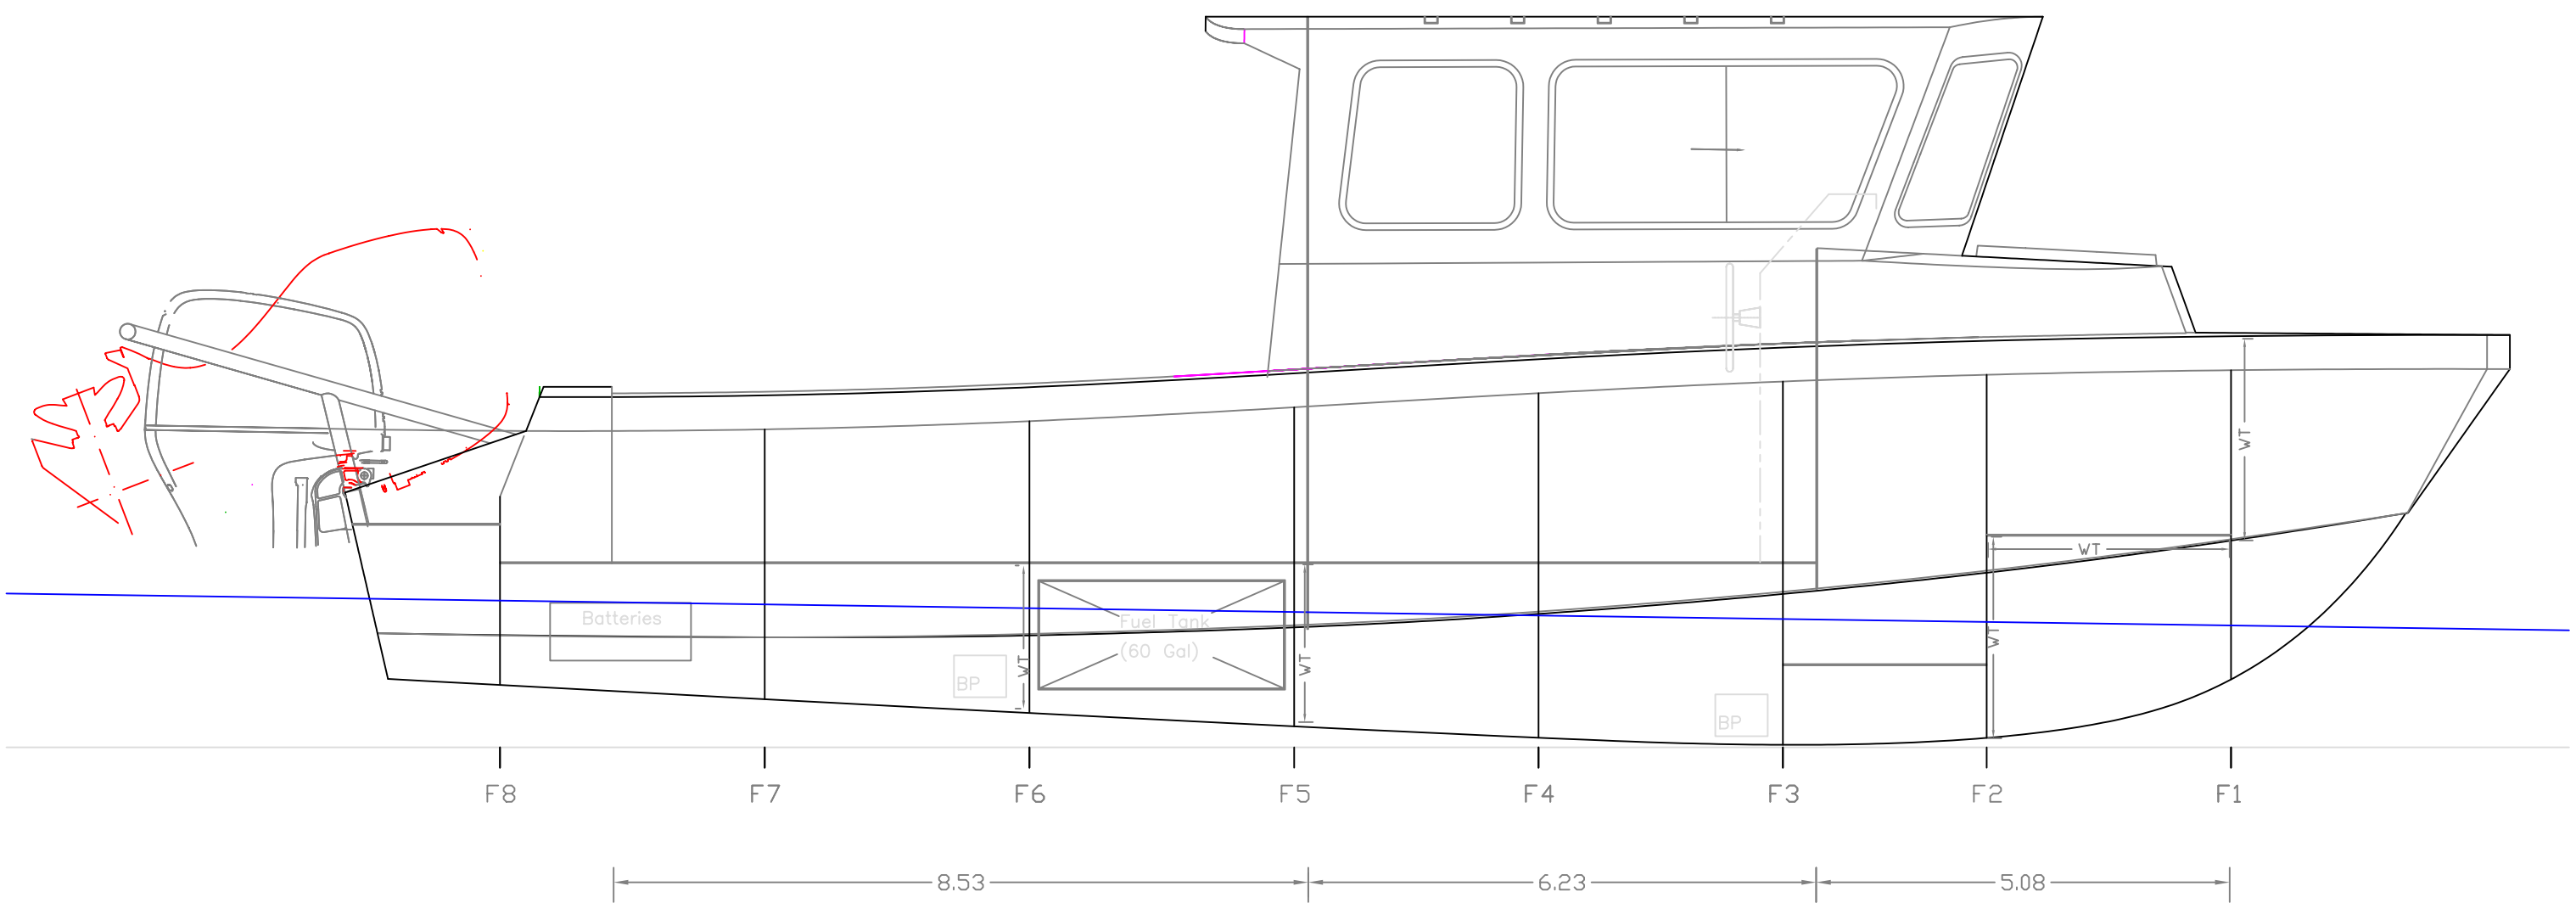 WT
WT
Batteries
Fuel Tank
(60 Gal)
WT
WT
WT
BP
BP
F8 F7 F6 F5 F4 F3 F2 F1
8.53 6.23 5.08